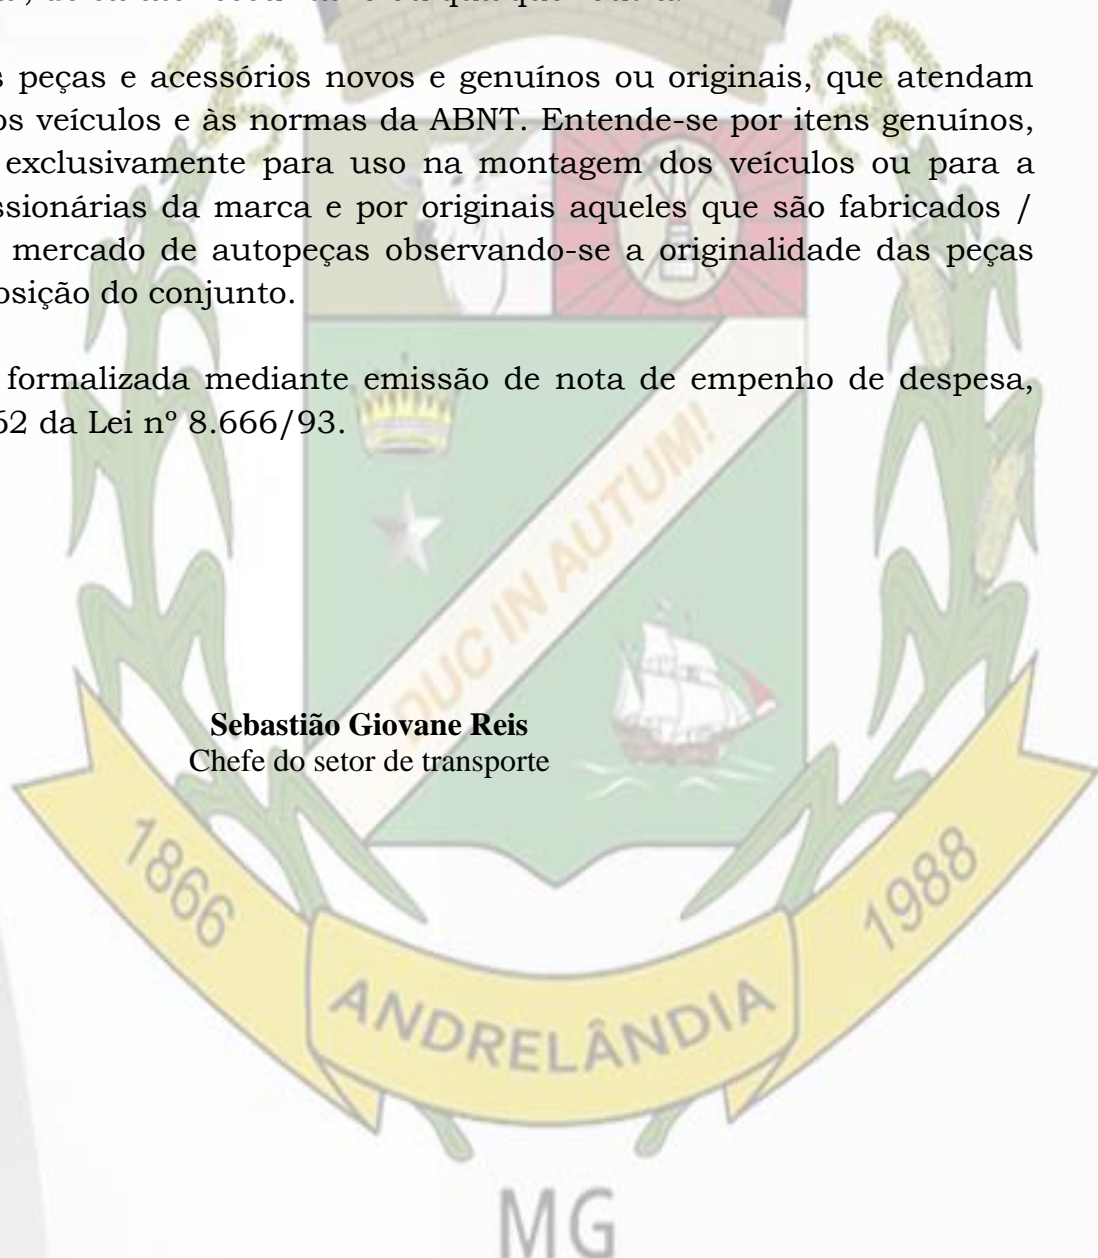 s peças e acessórios novos e genuínos ou originais, que atendam
os veículos e às normas da ABNT. Entende-se por itens genuínos,
exclusivamente para uso na montagem dos veículos ou para a
ssionárias da marca e por originais aqueles que são fabricados /
mercado de autopeças observando-se a originalidade das peças
osição do conjunto.
formalizada mediante emissão de nota de empenho de despesa,
62 da Lei nº 8.666/93.
DUC IN AUTUM!
Sebastião Giovane Reis
Chefe do setor de transporte
1866
1988
ANDRELÂNDIA
MG